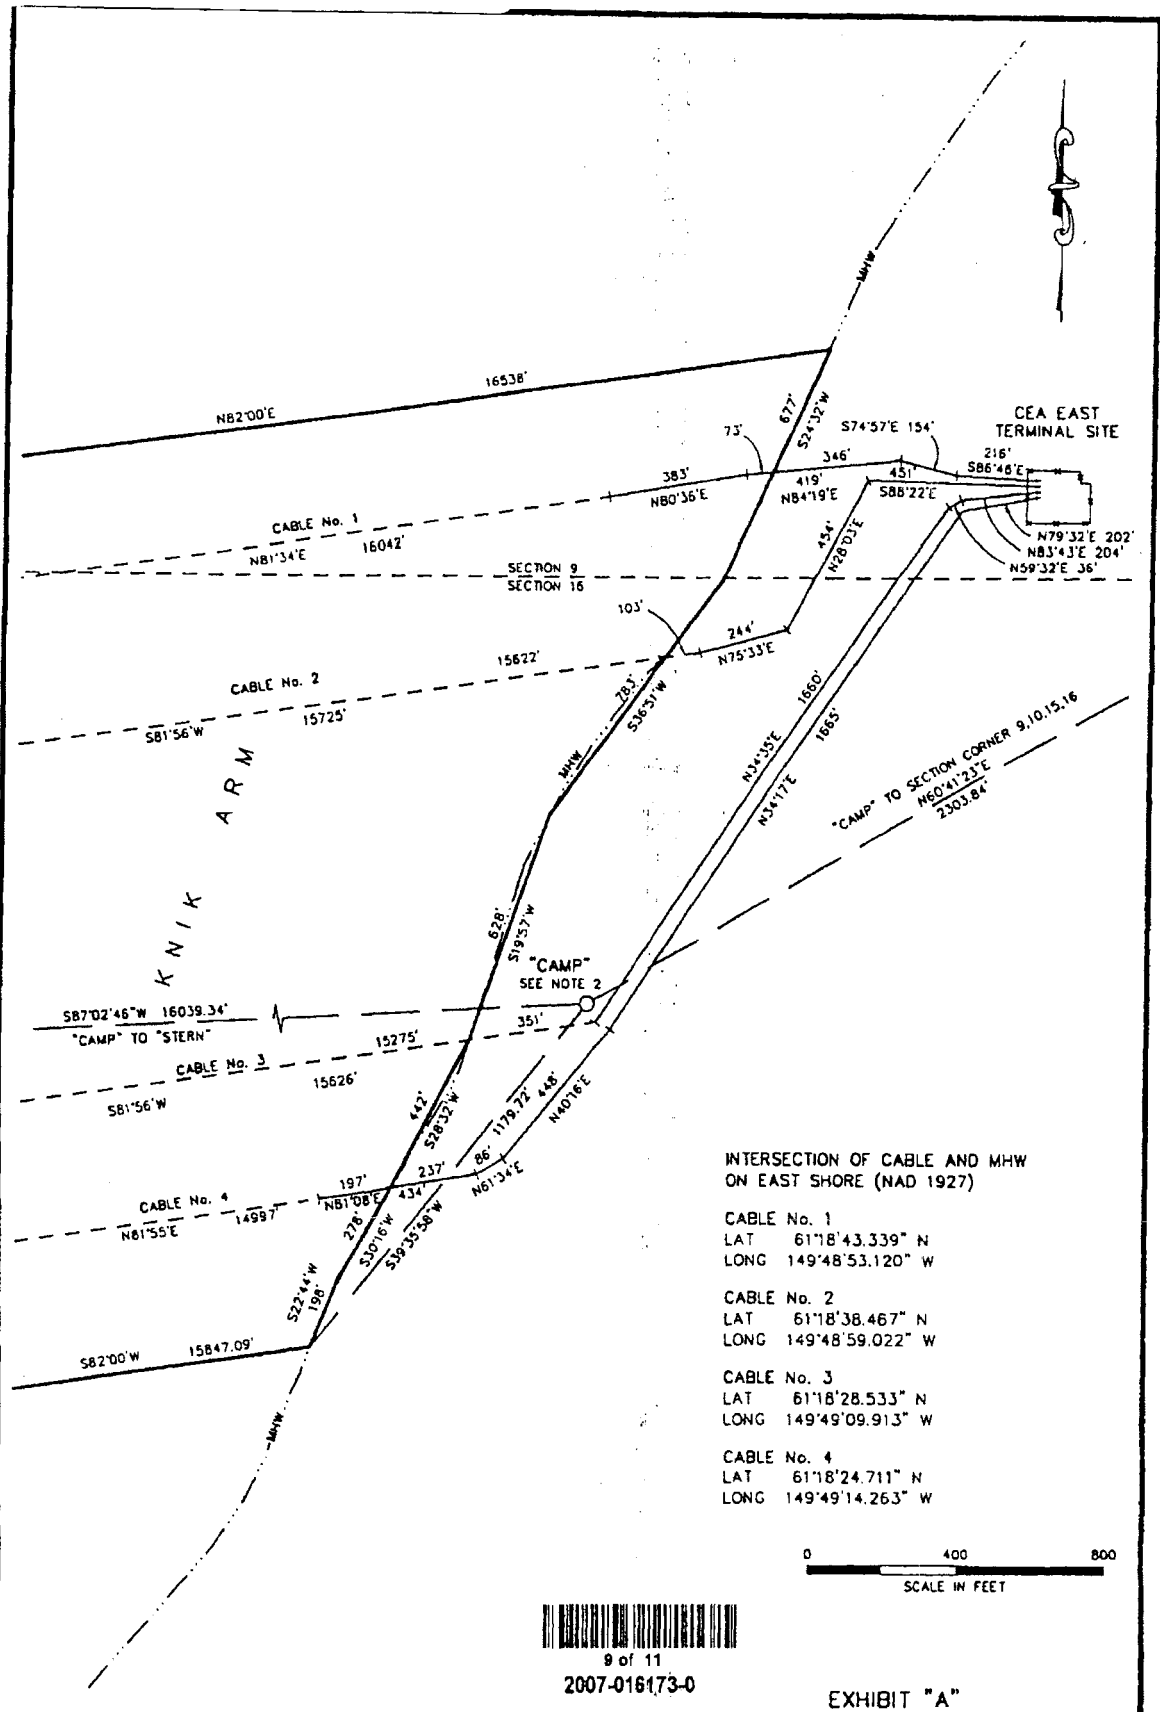 MHW
16538'
N82°00'E
677'
S24°32'W
73'
S74°57'E 154'
CEA EAST
TERMINAL SITE
216'
S86°46'E
346'
383'
N80°36'E
419'
N84°19'E
451'
S88°22'E
CABLE No. 1
N81°34'E
16042'
454'
N28°03'E
N79°32'E 202'
N83°43'E 204'
N59°32'E 36'
SECTION 9
SECTION 16
103'
244'
N75°33'E
15622'
CABLE No. 2
S81°56'W
15725'
783'
S36°51'W
1660'
1665'
N34°35'E
N34°17'E
MHW
"CAMP" TO SECTION CORNER 9,10,15,16
N60°41'23"E
2303.84'
KNIK ARM
628'
S19°57'W
"CAMP"
SEE NOTE 2
S87°02'46"W 16039.34'
"CAMP" TO "STERN"
351'
15275'
CABLE No. 3
15626'
S81°56'W
442'
S28°32'W
1179.72'
448'
N40°16'E
86'
N61°34'E
197'
237'
N81°08'E
434'
CABLE No. 4
N81°55'E
14997'
278'
S30°16'W
S39°35'58"W
S22°44'W
198'
S82°00'W
15847.09'
MHW
INTERSECTION OF CABLE AND MHW
ON EAST SHORE (NAD 1927)
CABLE No. 1
LAT 61°18'43.339" N
LONG 149°48'53.120" W
CABLE No. 2
LAT 61°18'38.467" N
LONG 149°48'59.022" W
CABLE No. 3
LAT 61°18'28.533" N
LONG 149°49'09.913" W
CABLE No. 4
LAT 61°18'24.711" N
LONG 149°49'14.263" W
0 400 800
SCALE IN FEET
9 of 11
2007-016173-0
EXHIBIT "A"